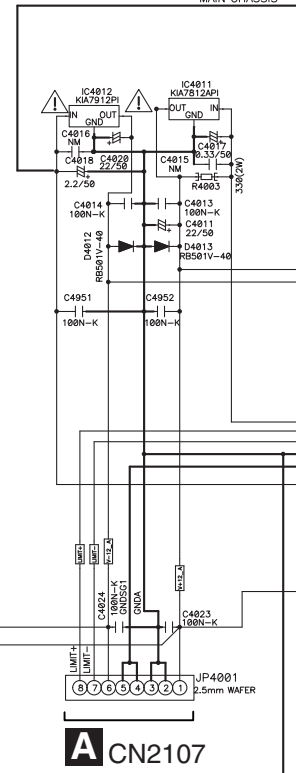 MAIN CHASSIS
IC4012
KIA7912PI
IN
OUT
GND
IC4011
KIA7812API
OUT
IN
GND
C4016
NM
C4018
2.2/50
C4020
22/50
C4015
NM
C4017
0.33/50
R4003
330(2W)
C4014
100N-K
C4013
100N-K
C4011
22/50
D4012
RB501V-40
D4013
RB501V-40
C4951
100N-K
C4952
100N-K
LIMIT+
LIMIT-
V-12_A
V+12_A
C4024
100N-K
GNDSG1
GNDA
C4023
100N-K
LIMIT+
LIMIT-
8
7
6
5
4
3
2
1
JP4001
2.5mm WAFER
A CN2107